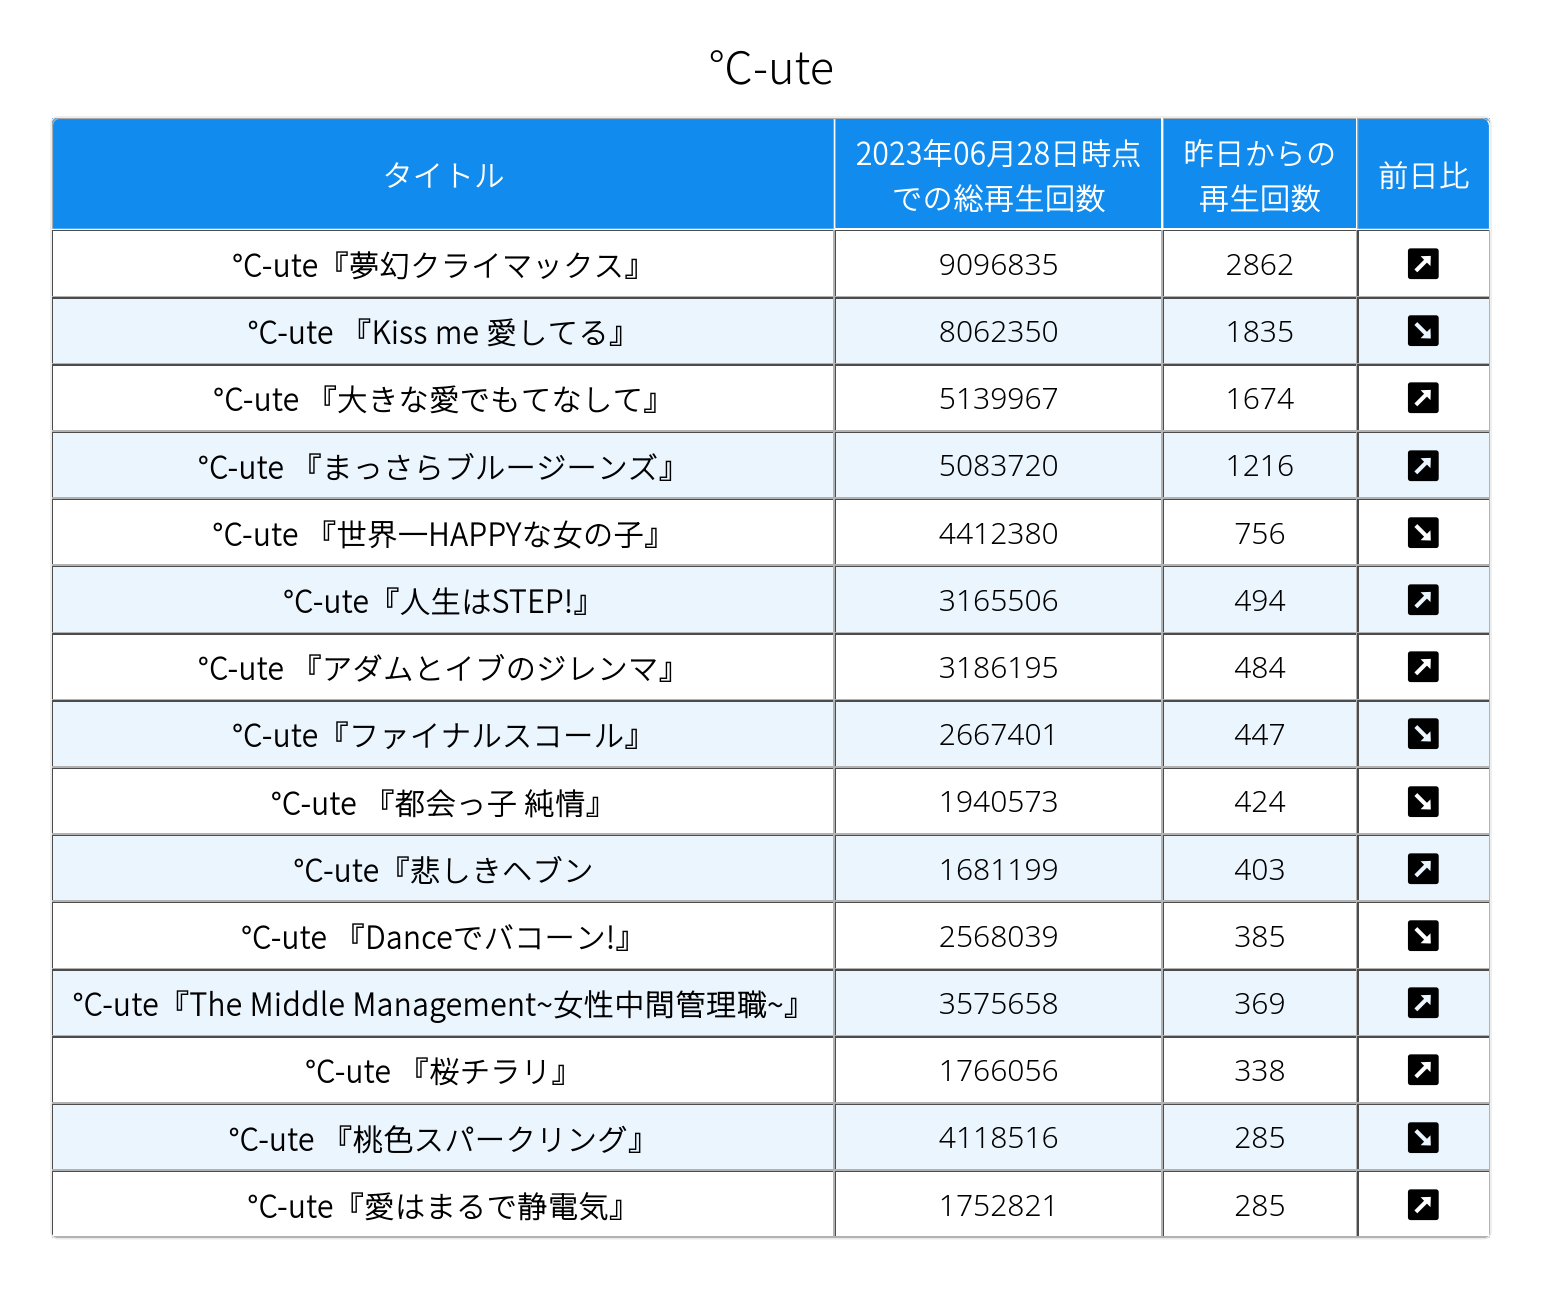 ℃-ute
タイトル
2023年06月28日時点
での総再生回数
昨日からの
再生回数
前日比
℃-ute『夢幻クライマックス』 9096835 2862
℃-ute 『Kiss me 愛してる』 8062350 1835
℃-ute 『大きな愛でもてなして』 5139967 1674
℃-ute 『まっさらブルージーンズ』 5083720 1216
℃-ute 『世界一HAPPYな女の子』 4412380 756
℃-ute『人生はSTEP!』 3165506 494
℃-ute 『アダムとイブのジレンマ』 3186195 484
℃-ute『ファイナルスコール』 2667401 447
℃-ute 『都会っ子 純情』 1940573 424
℃-ute『悲しきヘブン 1681199 403
℃-ute 『Danceでバコーン!』 2568039 385
℃-ute『The Middle Management~女性中間管理職~』 3575658 369
℃-ute 『桜チラリ』 1766056 338
℃-ute 『桃色スパークリング』 4118516 285
℃-ute『愛はまるで静電気』 1752821 285